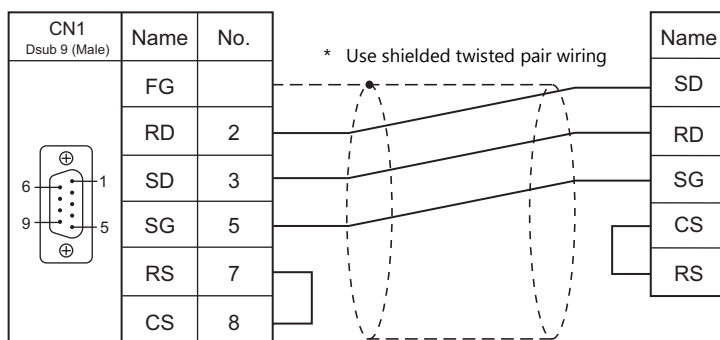 CN1
Dsub 9 (Male)
Name No.
* Use shielded twisted pair wiring
Name
FG
SD
RD 2
RD
SD 3
SG
6 1
9 5
SG 5
CS
RS 7
RS
CS 8